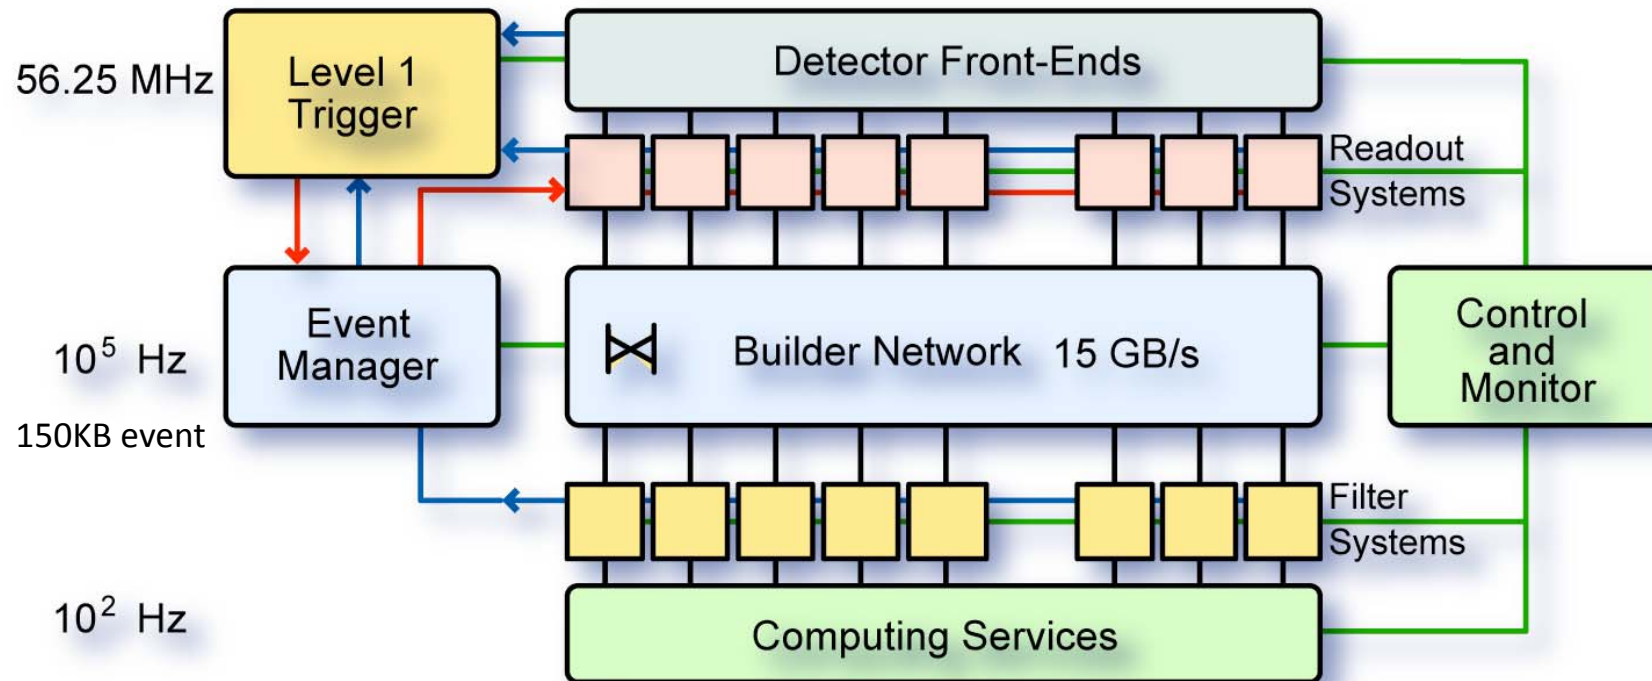 56.25 MHz
Level 1
Trigger
Detector Front-Ends
Readout
Systems
10⁵ Hz
150KB event
Event
Manager
Builder Network 15 GB/s
Control
and
Monitor
Filter
Systems
10² Hz
Computing Services